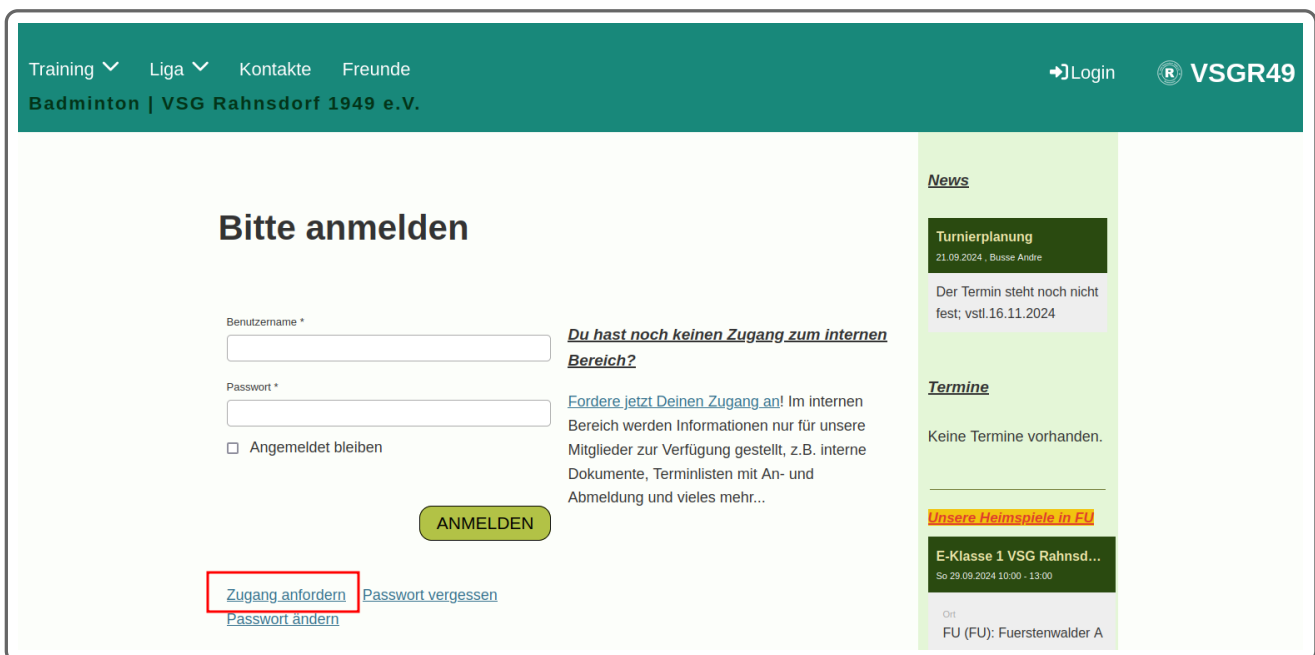 Training Liga Kontakte Freunde
Login
VSGR49
Badminton | VSG Rahnsdorf 1949 e.V.
Bitte anmelden
Benutzername *
Passwort *
Angemeldet bleiben
ANMELDEN
Zugang anfordern Passwort vergessen
Passwort ändern
Du hast noch keinen Zugang zum internen
Bereich?
Fordere jetzt Deinen Zugang an! Im internen
Bereich werden Informationen nur für unsere
Mitglieder zur Verfügung gestellt, z.B. interne
Dokumente, Terminlisten mit An- und
Abmeldung und vieles mehr...
News
Turnierplanung
21.09.2024 , Busse Andre
Der Termin steht noch nicht
fest; vstl.16.11.2024
Termine
Keine Termine vorhanden.
Unsere Heimspiele in FU
E-Klasse 1 VSG Rahnsd...
So 29.09.2024 10:00 - 13:00
Ort
FU (FU): Fuerstenwalder A